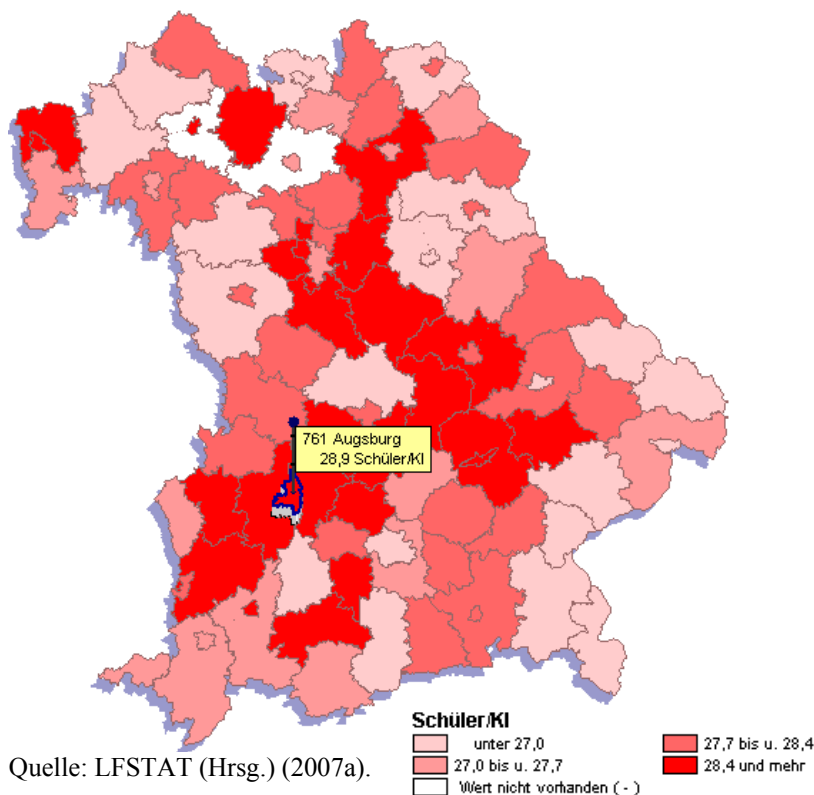 761 Augsburg
28,9 Schüler/Kl
Schüler/Kl
unter 27,0
27,7 bis u. 28,4
27,0 bis u. 27,7
28,4 und mehr
Wert nicht vorhanden ( - )
Quelle: LFSTAT (Hrsg.) (2007a).